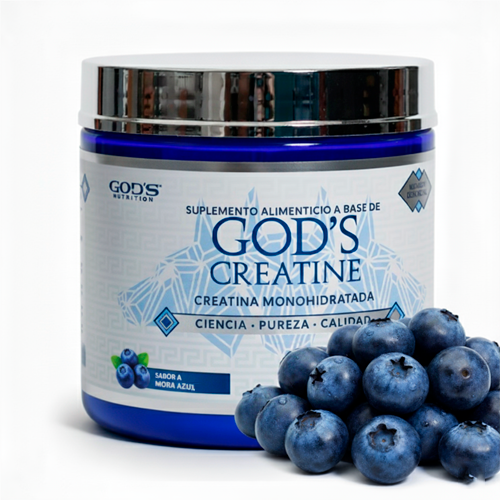 GOD'S
NUTRITION
SUPLEMENTO ALIMENTICIO A BASE DE
GOD'S
CREATINE
CREATINA MONOHIDRATADA
CIENCIA · PUREZA · CALIDAD
SABOR A
MORA AZUL